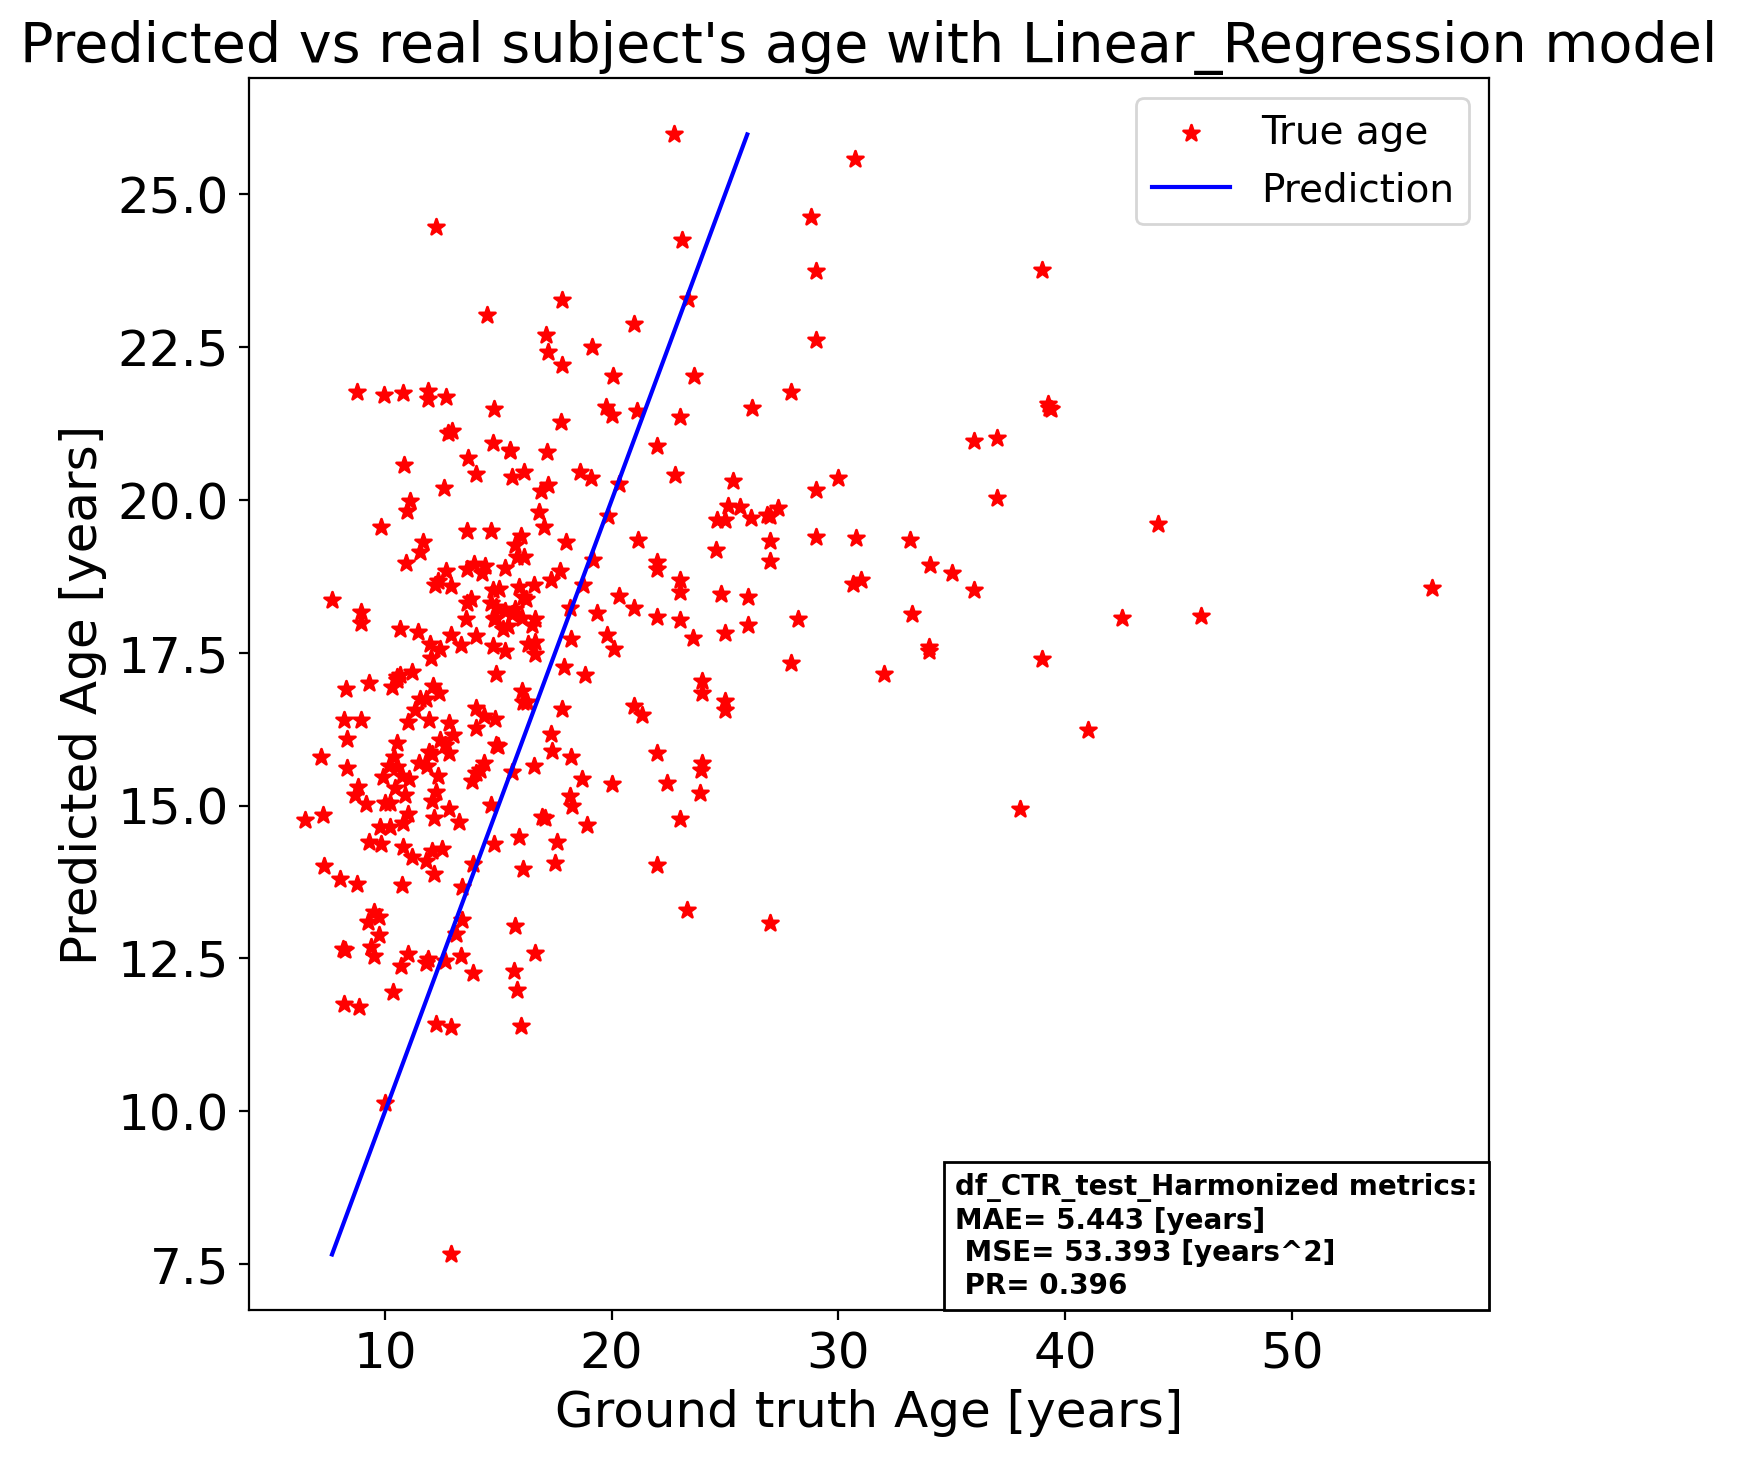 Predicted vs real subject's age with Linear_Regression model
True age
Prediction
Predicted Age [years]
25.0
22.5
20.0
17.5
15.0
12.5
10.0
7.5
df_CTR_test_Harmonized metrics:
MAE= 5.443 [years]
MSE= 53.393 [years^2]
PR= 0.396
10 20 30 40 50
Ground truth Age [years]